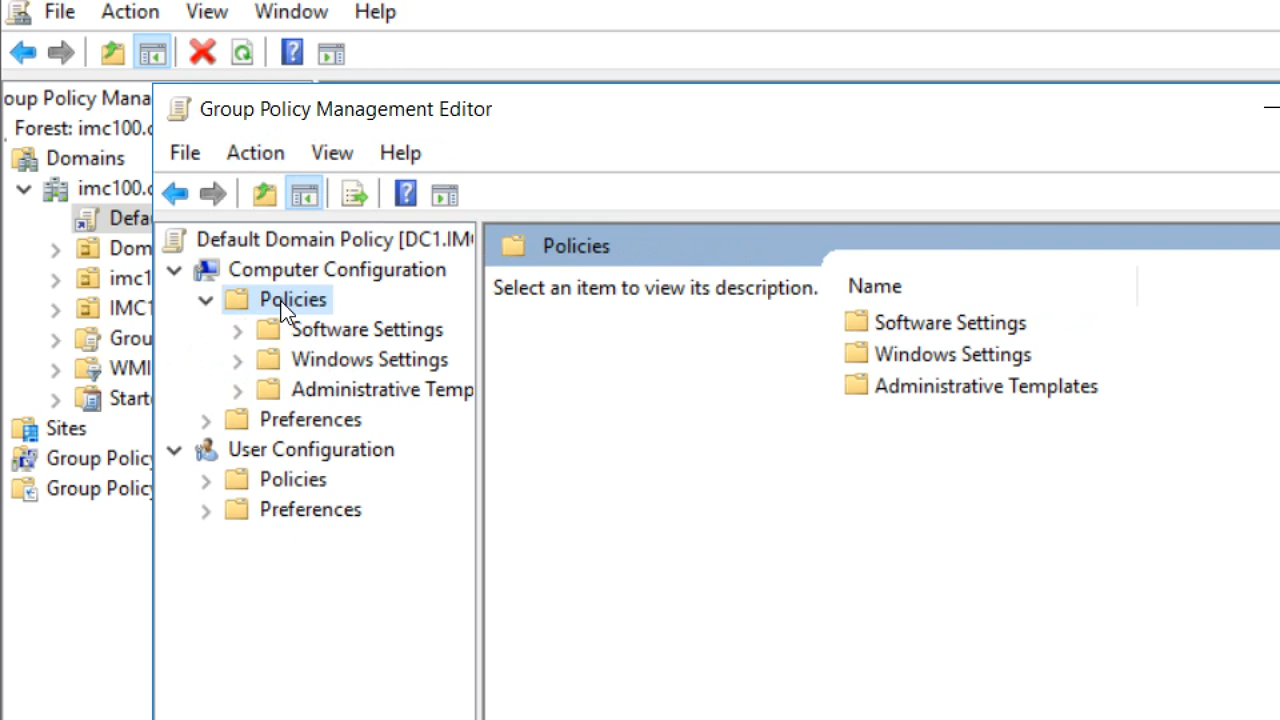 File Action View Window Help
oup Policy Mana
Forest: imc100.
Domains
imc100.
Defa
Dom
imc1
IMC1
Grou
WMI
Starte
Sites
Group Polic
Group Polic
Group Policy Management Editor
File Action View Help
Default Domain Policy [DC1.IM
Computer Configuration
Policies
Software Settings
Windows Settings
Administrative Temp
Preferences
User Configuration
Policies
Preferences
Policies
Select an item to view its description.
Name
Software Settings
Windows Settings
Administrative Templates